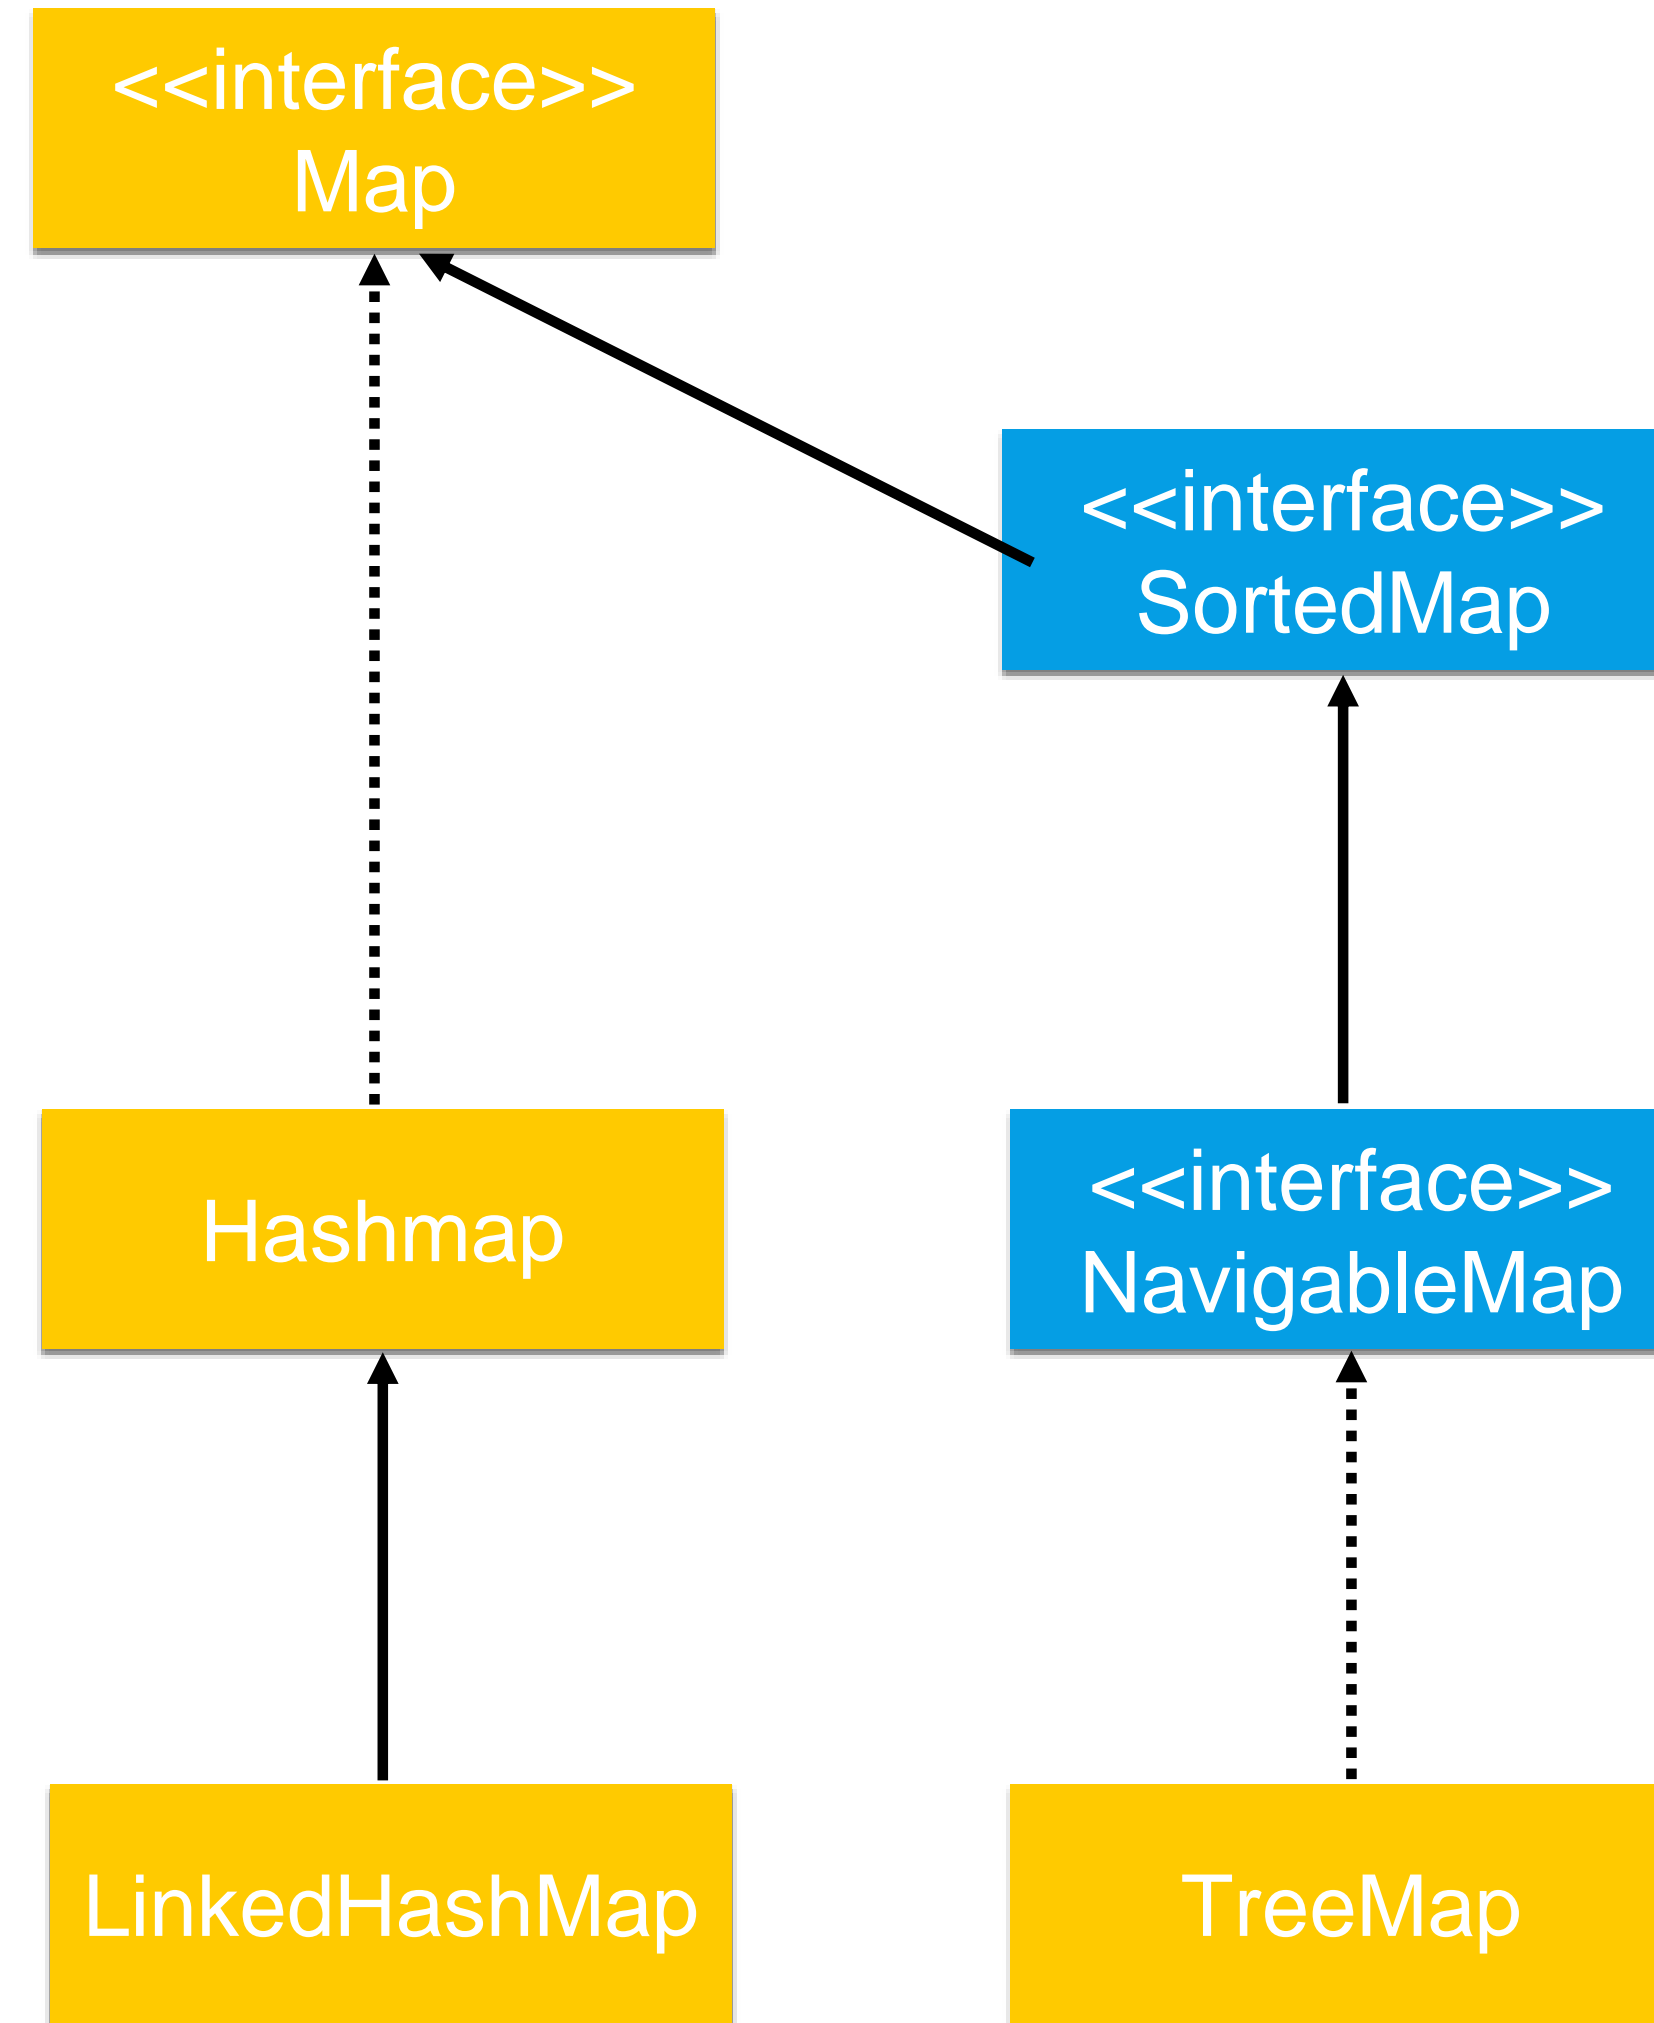 <<interface>>
Map
<<interface>>
SortedMap
Hashmap
<<interface>>
NavigableMap
LinkedHashMap
TreeMap